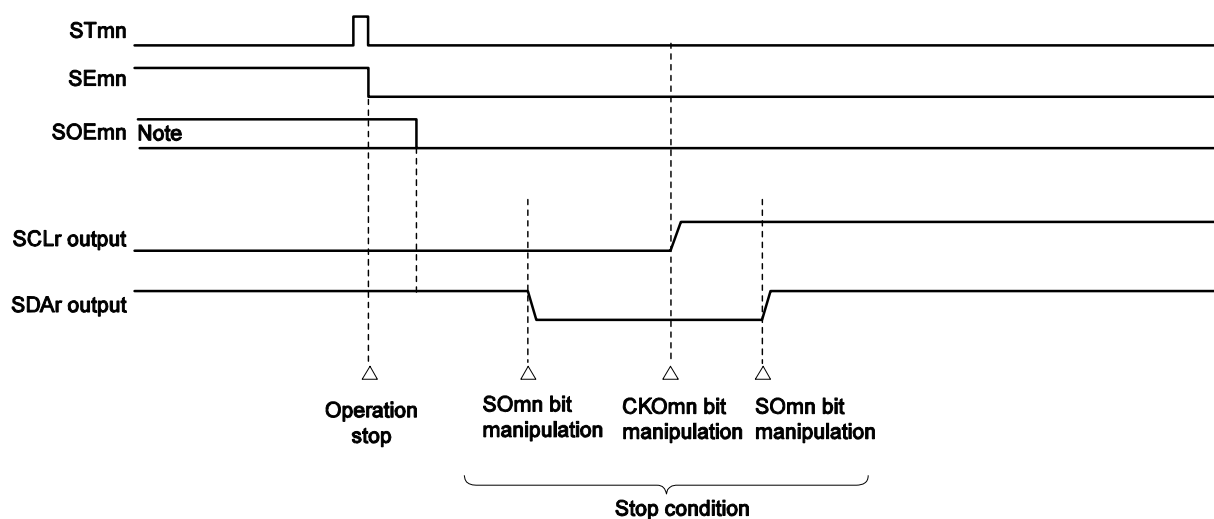 STmn
SEmn
SOEmn Note
SCLr output
SDAr output
Operation
stop
SOmn bit
manipulation
CKOmn bit
manipulation
SOmn bit
manipulation
Stop condition